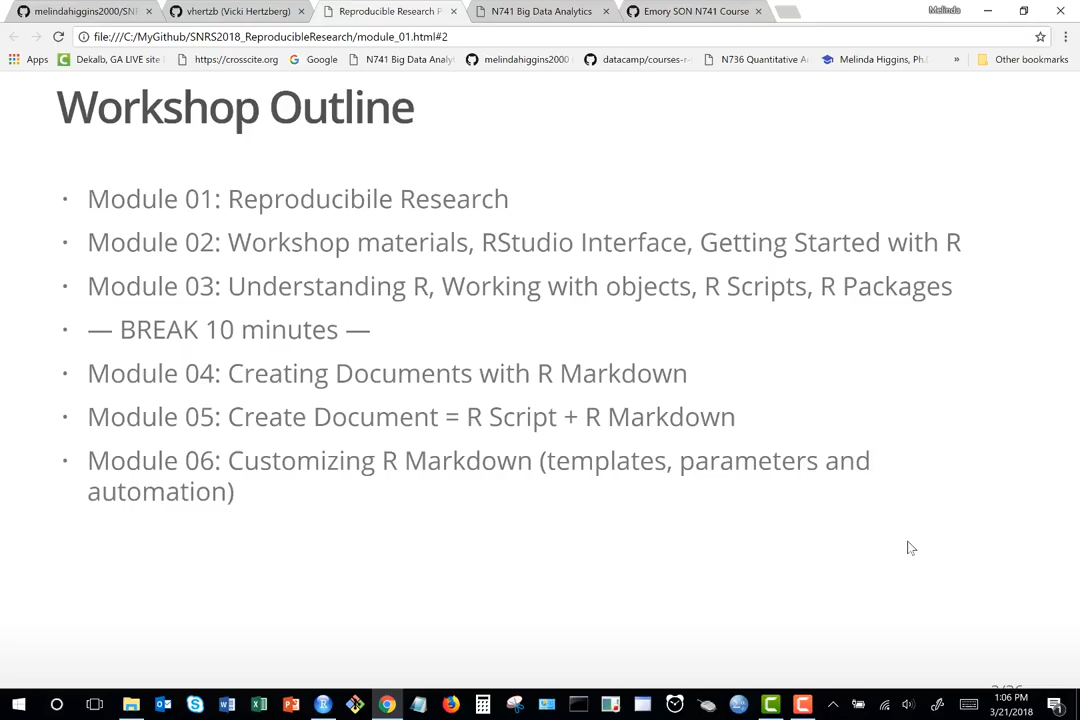 melindahiggins2000/SNI
vhertzb (Vicki Hertzberg)
Reproducible Research P
N741 Big Data Analytics
Emory SON N741 Course
Melinda
file:///C:/MyGithub/SNRS2018_ReproducibleResearch/module_01.html#2
Apps
Dekalb, GA LIVE site
https://crosscite.org
Google
N741 Big Data Analy
melindahiggins2000
datacamp/courses-r-
N736 Quantitative A
Melinda Higgins, Ph.
»
Other bookmarks
Workshop Outline
· Module 01: Reproducibile Research
· Module 02: Workshop materials, RStudio Interface, Getting Started with R
· Module 03: Understanding R, Working with objects, R Scripts, R Packages
· — BREAK 10 minutes —
· Module 04: Creating Documents with R Markdown
· Module 05: Create Document = R Script + R Markdown
· Module 06: Customizing R Markdown (templates, parameters and
automation)
1:06 PM
3/21/2018